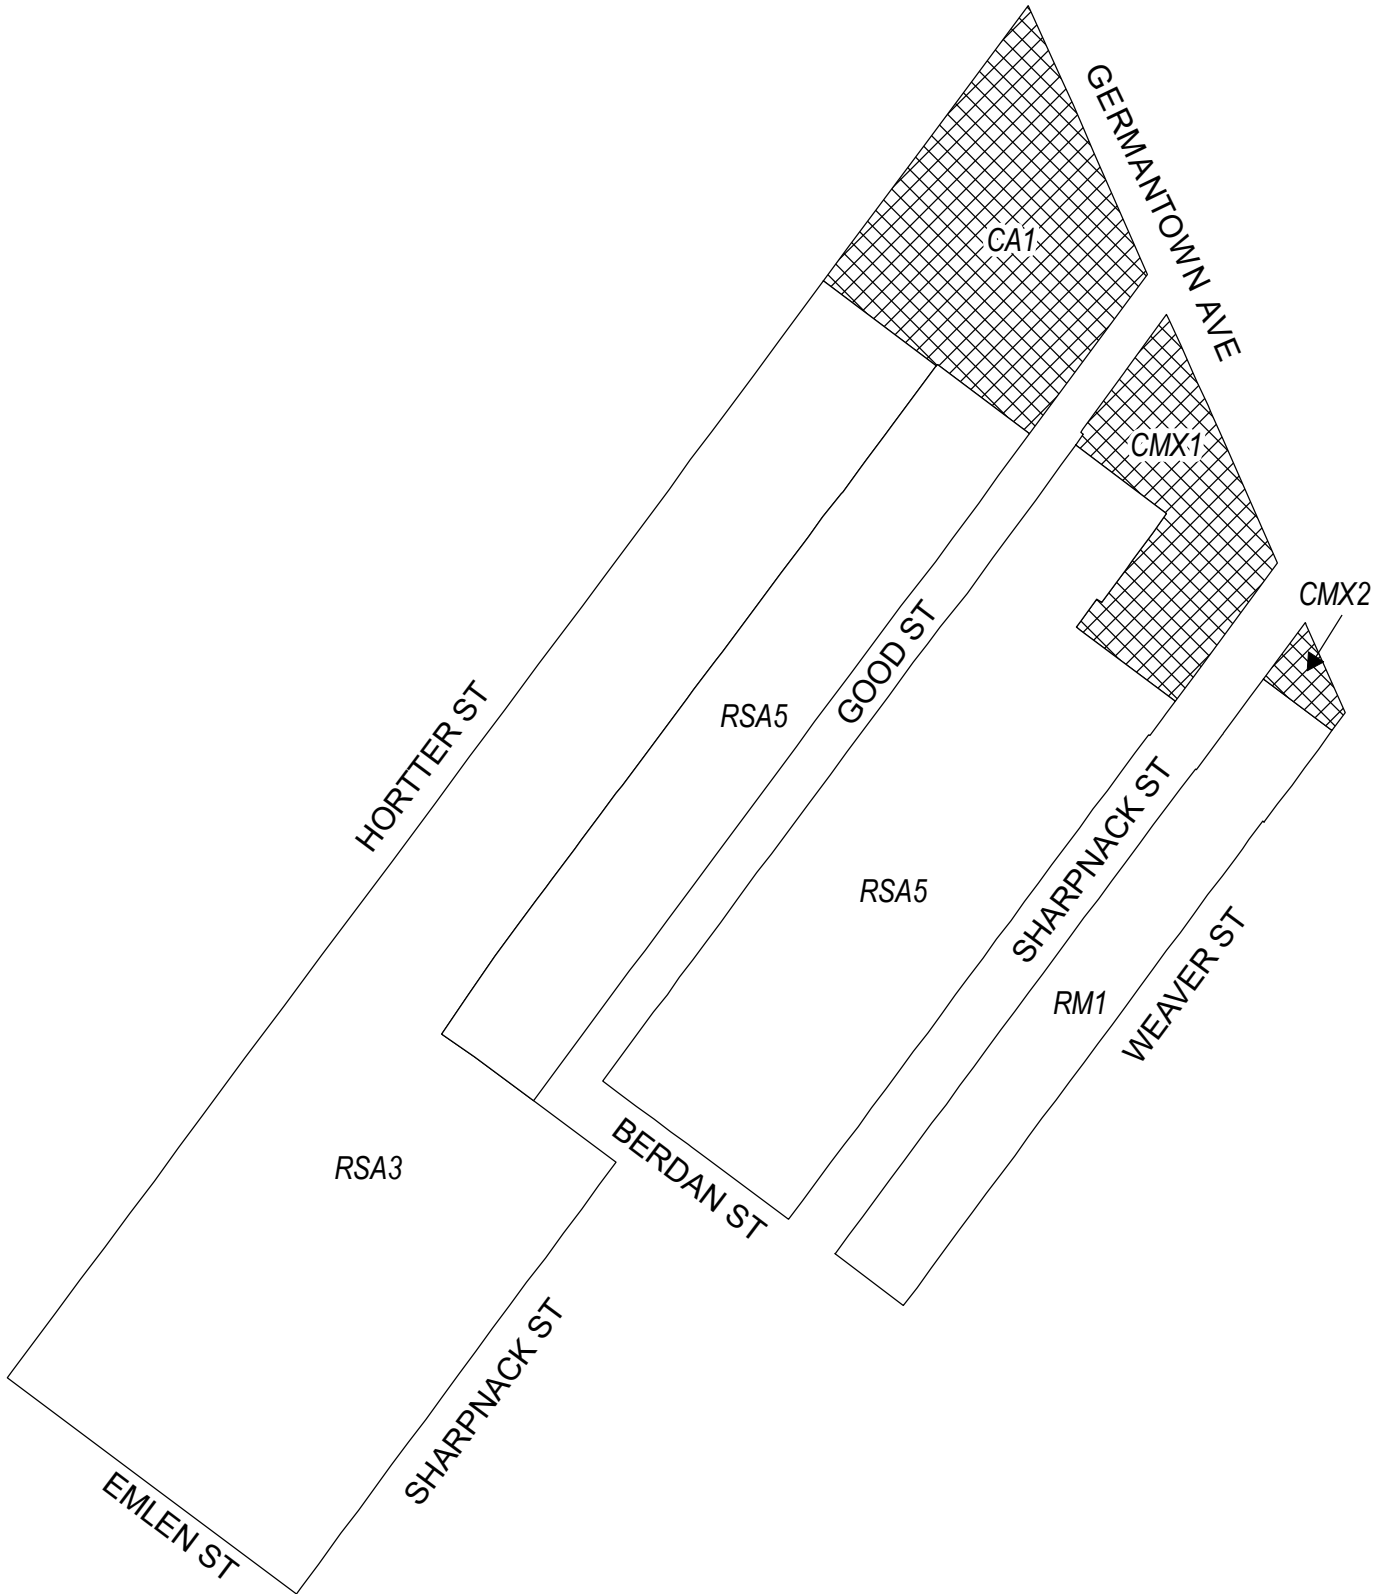 GERMANTOWN AVE
CA1
CMX1
CMX2
GOOD ST
HORTTER ST
RSA5
SHARPNACK ST
RSA5
WEAVER ST
RM1
BERDAN ST
RSA3
SHARPNACK ST
EMLEN ST